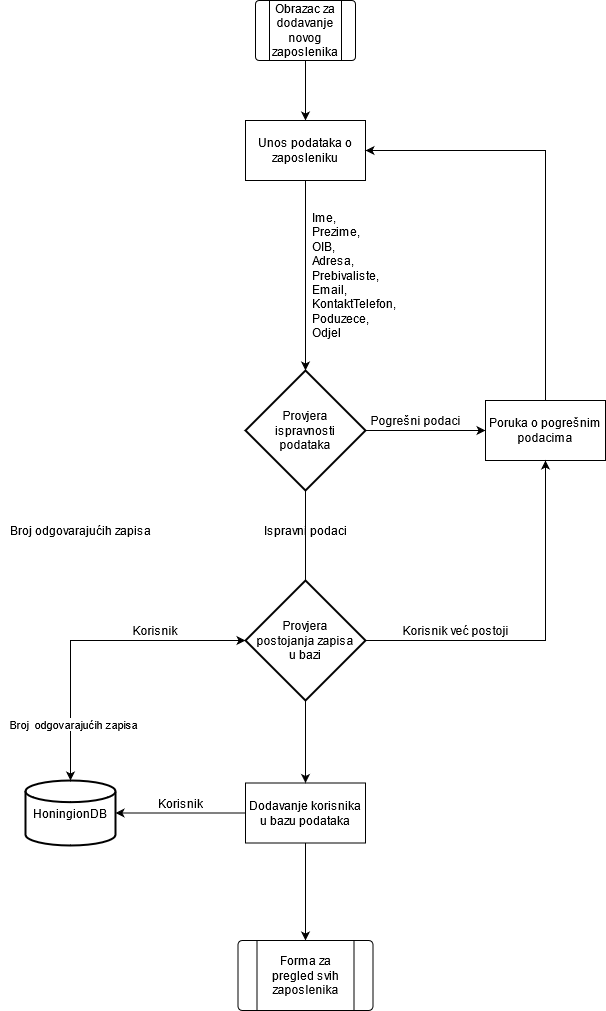 Obrazac za
dodavanje
novog
zaposlenika
Unos podataka o
zaposleniku
Ime,
Prezime,
OIB,
Adresa,
Prebivaliste,
Email,
KontaktTelefon,
Poduzece,
Odjel
Provjera
ispravnosti
podataka
Pogrešni podaci
Poruka o pogrešnim
podacima
Broj odgovarajućih zapisa
Ispravni podaci
Provjera
postojanja zapisa
u bazi
Korisnik
Korisnik već postoji
Broj odgovarajućih zapisa
HoningionDB
Korisnik
Dodavanje korisnika
u bazu podataka
Forma za
pregled svih
zaposlenika